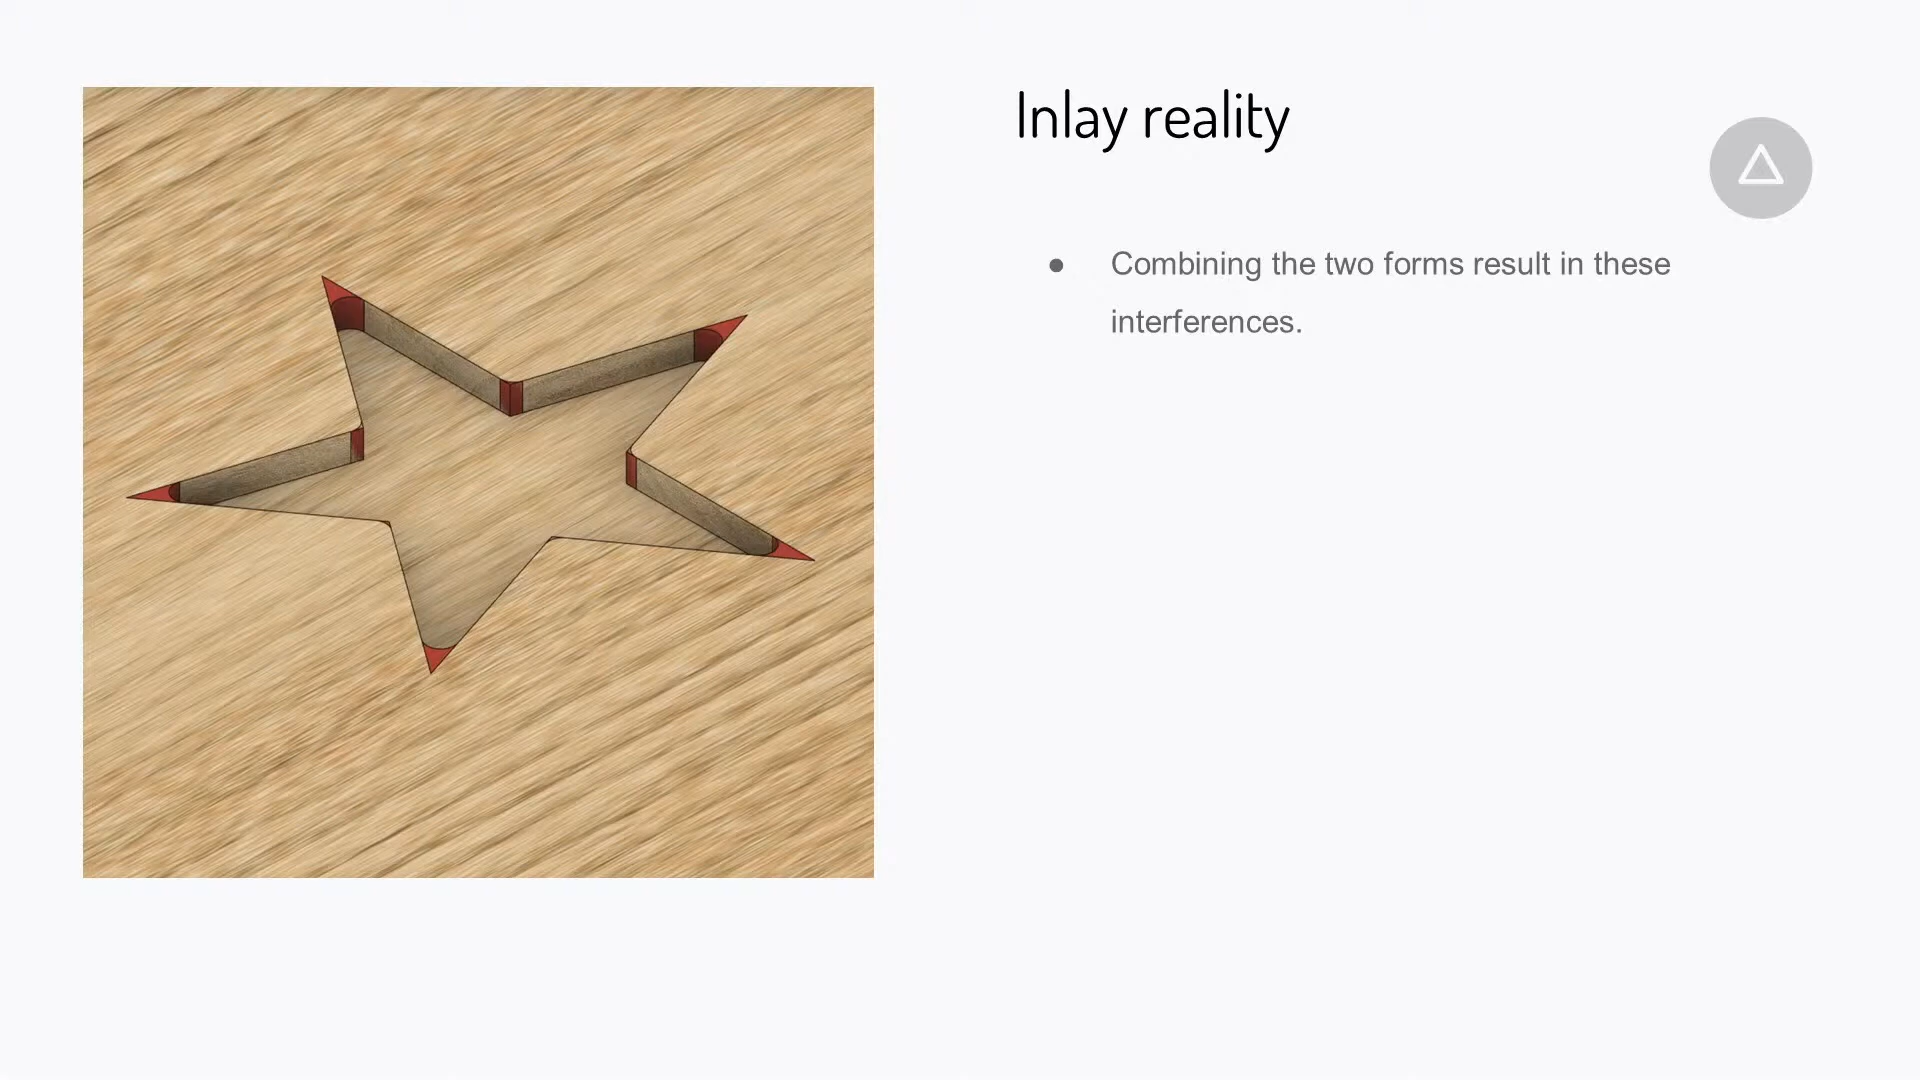 Inlay reality
● Combining the two forms result in these
interferences.